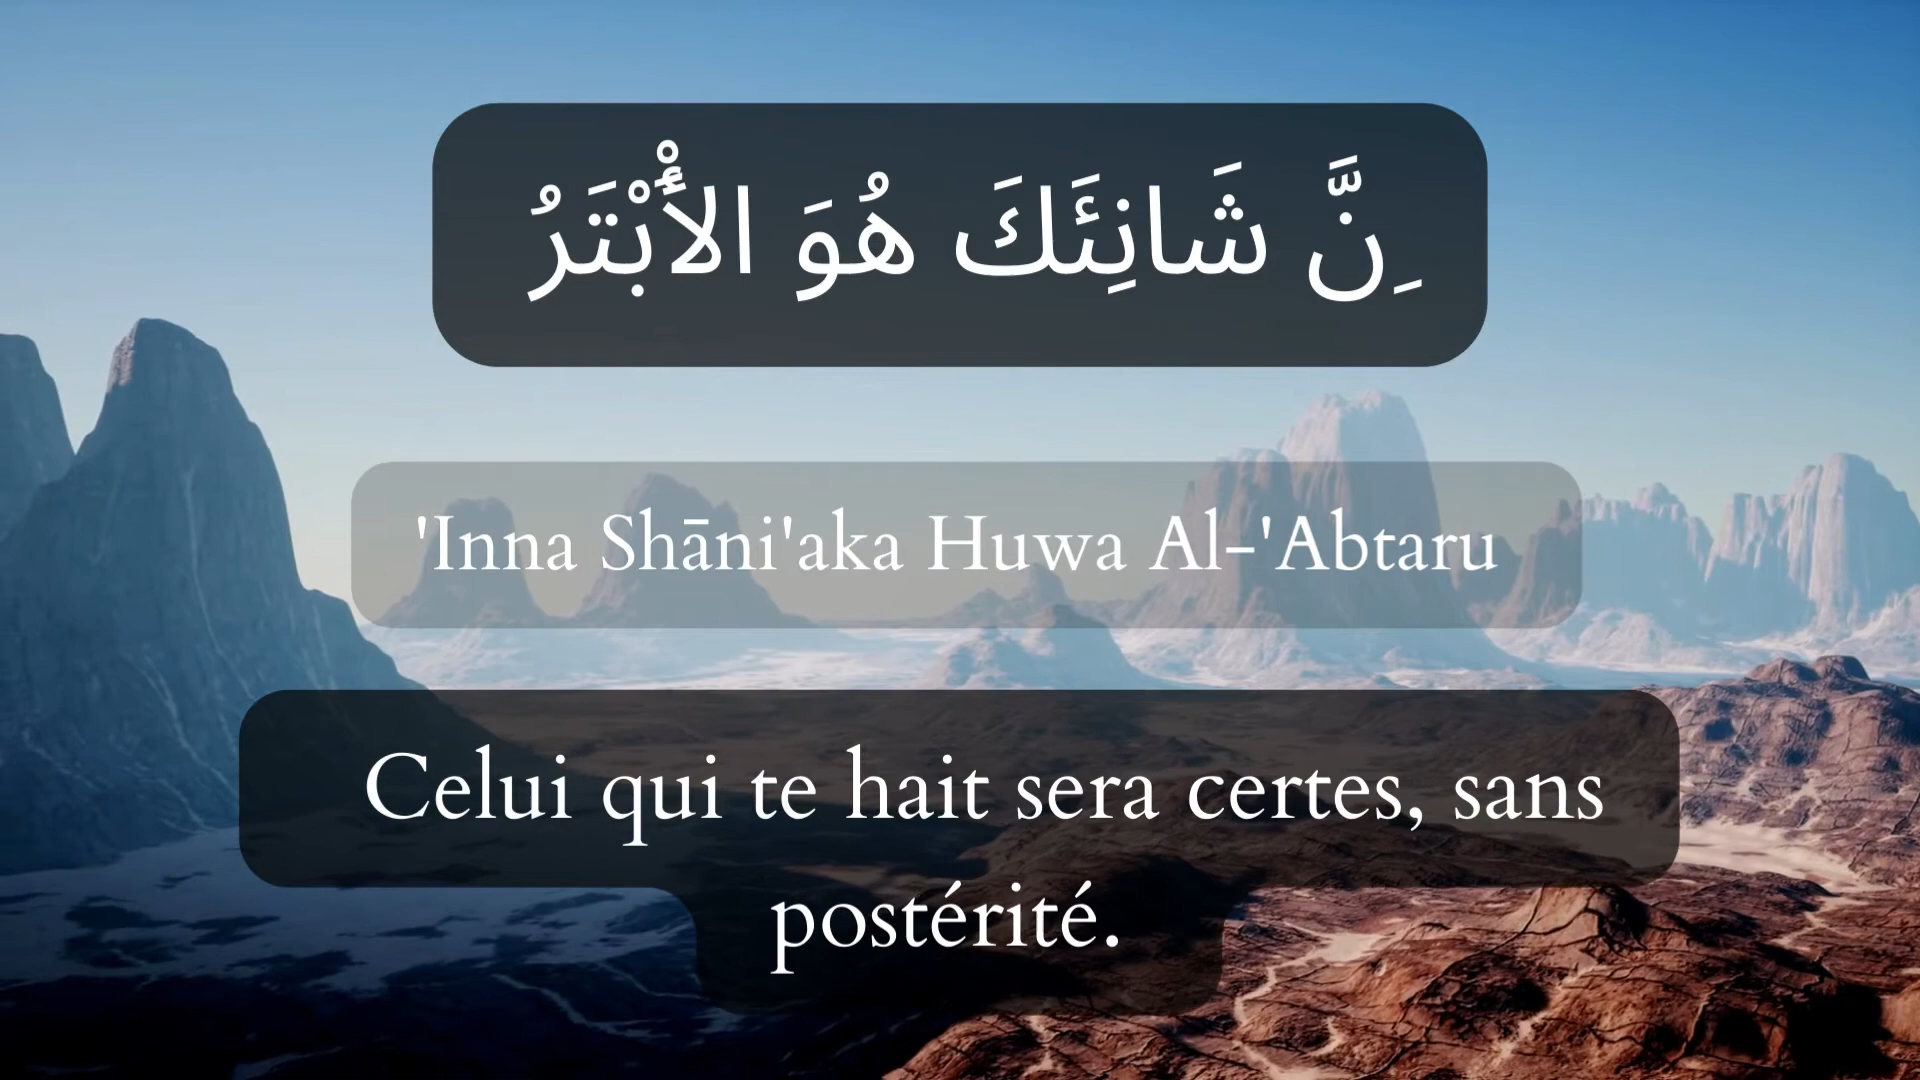 ِنَّ شَانِئَكَ هُوَ الأَْبْتَرُ
'Inna Shāni'aka Huwa Al-'Abtaru
Celui qui te hait sera certes, sans
postérité.